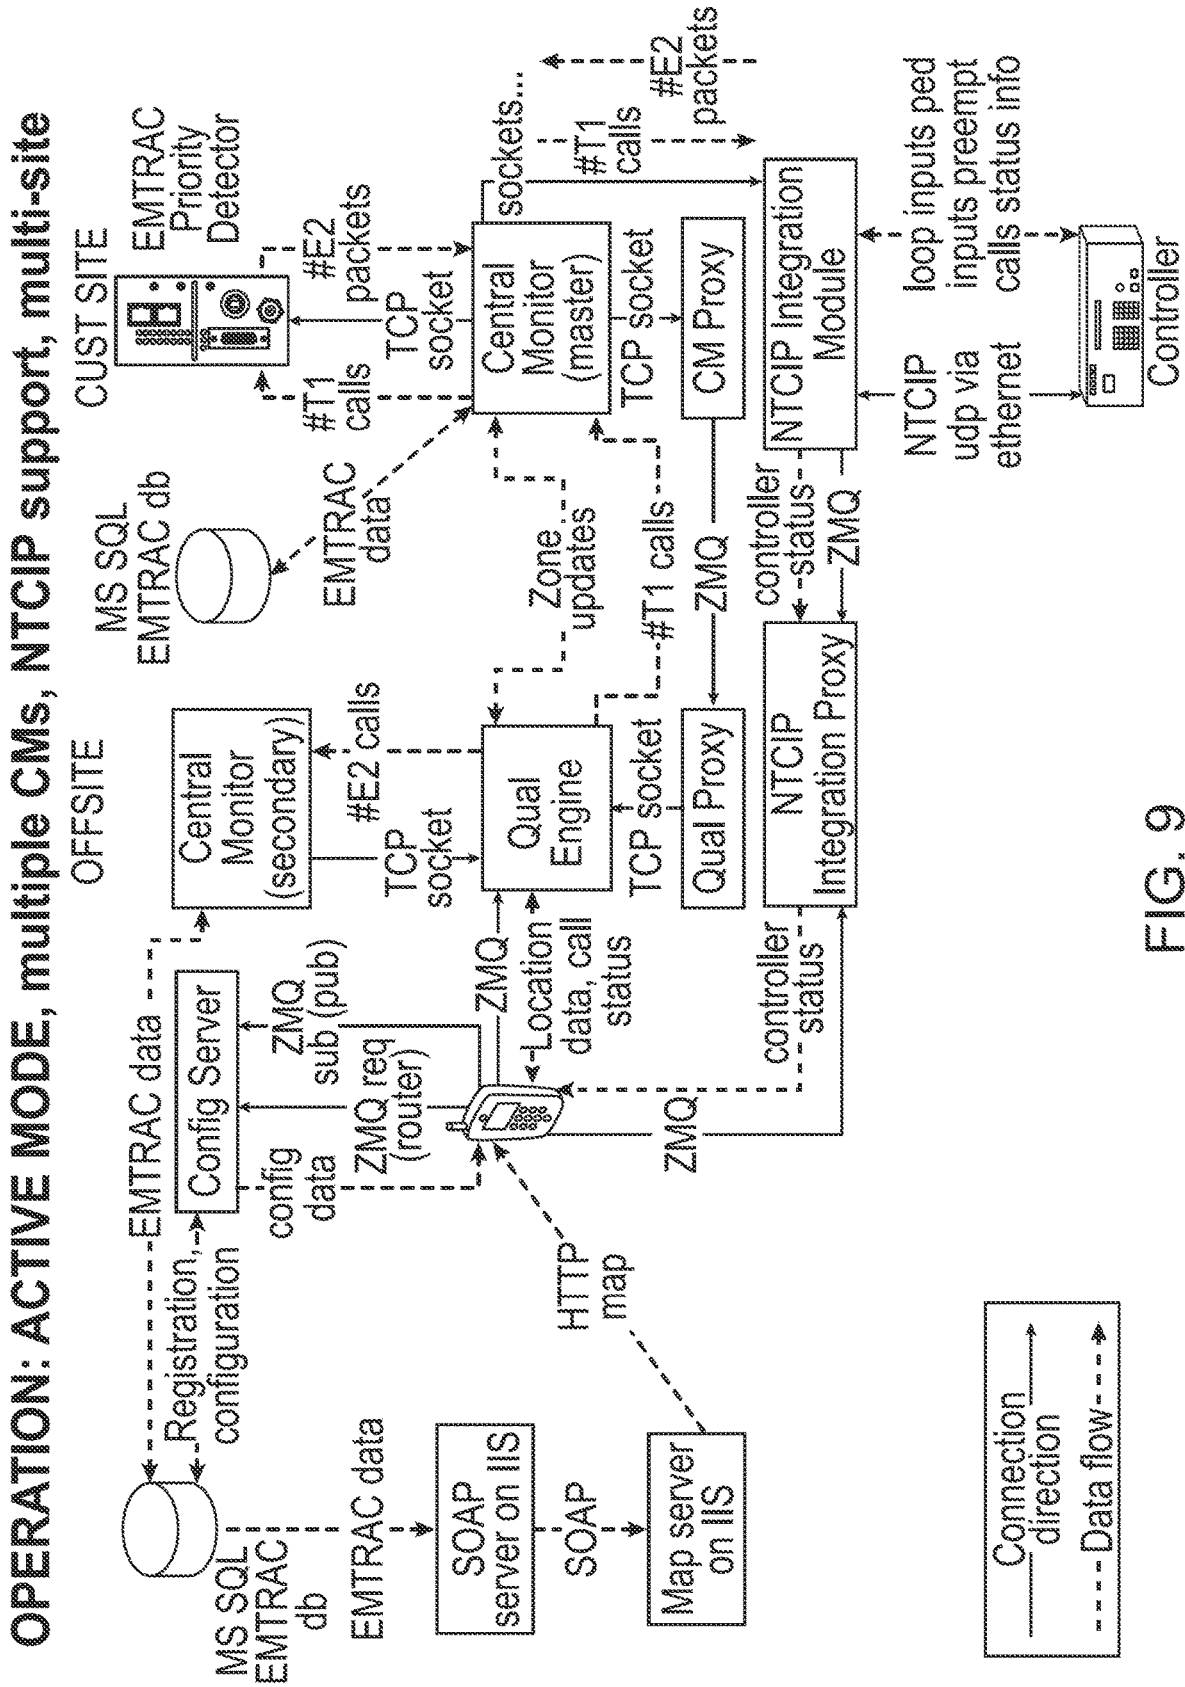 OPERATION: ACTIVE MODE, multiple CMs, NTCIP support, multi-site
OFFSITE
CUST SITE
MS SQL
EMTRAC
db
EMTRAC data
Registration,
configuration
EMTRAC data
SOAP
server on IIS
SOAP
Map server
on IIS
HTTP
map
Config Server
config
data
ZMQ req
(router)
ZMQ
sub (pub)
Central
Monitor
(secondary)
TCP
socket
#E2 calls
ZMQ
Location
data, call
status
Qual
Engine
TCP socket
Qual Proxy
controller
status
ZMQ
NTCIP
Integration Proxy
MS SQL
EMTRAC db
EMTRAC
data
Zone
updates
#T1 calls
ZMQ
controller
status
ZMQ
EMTRAC
Priority
Detector
#T1
calls
TCP
socket
#E2
packets
Central
Monitor
(master)
TCP socket
CM Proxy
sockets...
#T1
calls
#E2
packets
NTCIP Integration
Module
NTCIP
udp via
ethernet
loop inputs ped
inputs preempt
calls status info
Controller
Connection
direction
Data flow
FIG. 9